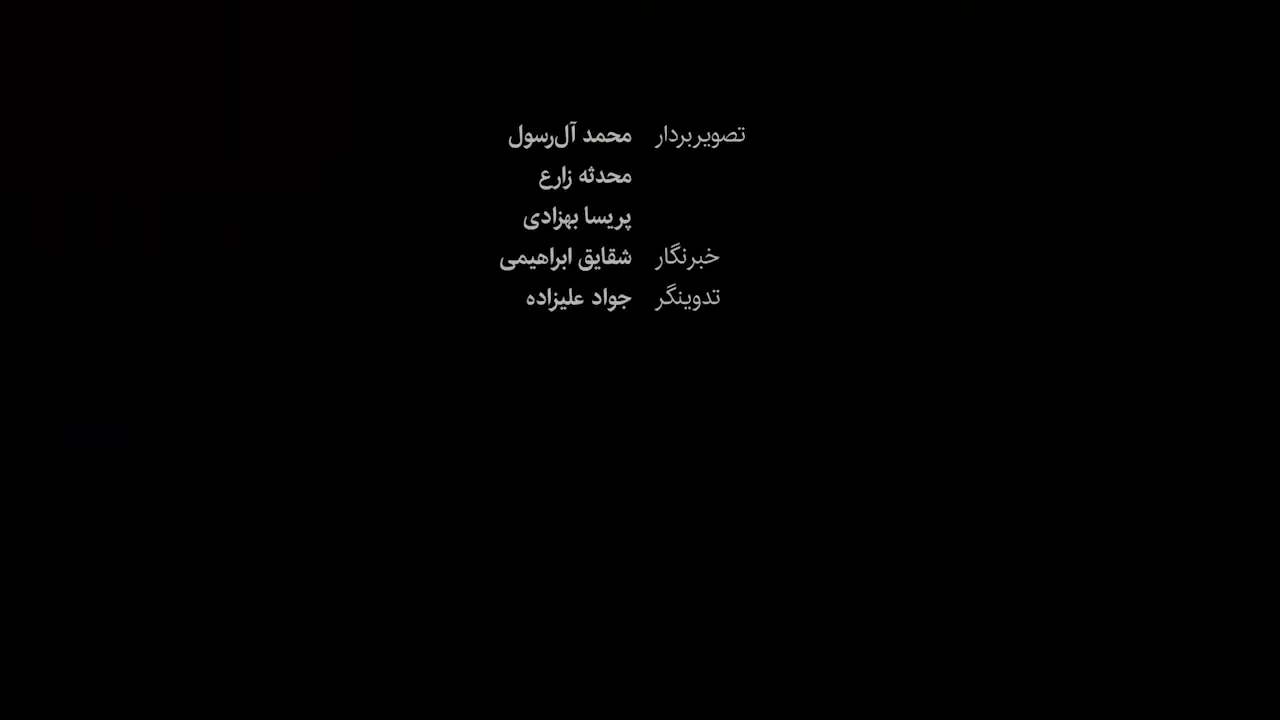 تصویربردار محمد آل‌رسول
محدثه زارع
پریسا بهزادی
خبرنگار شقایق ابراهیمی
تدوینگر جواد علیزاده